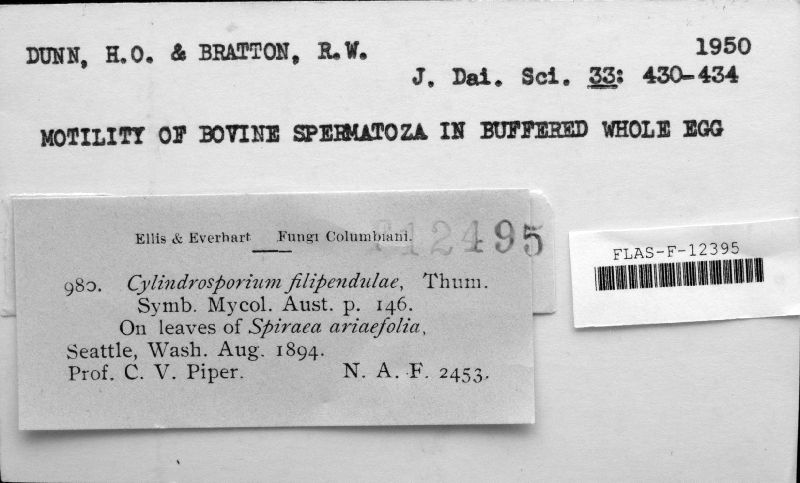 DUNN, H.O. & BRATTON, R.W. 1950
J. Dai. Sci. 33: 430-434
MOTILITY OF BOVINE SPERMATOZA IN BUFFERED WHOLE EGG
F12495
Ellis & Everhart Fungi Columbiani.
980. Cylindrosporium filipendulae, Thum.
Symb. Mycol. Aust. p. 146.
On leaves of Spiraea ariaefolia,
Seattle, Wash. Aug. 1894.
Prof. C. V. Piper. N. A. F. 2453.
FLAS-F-12395